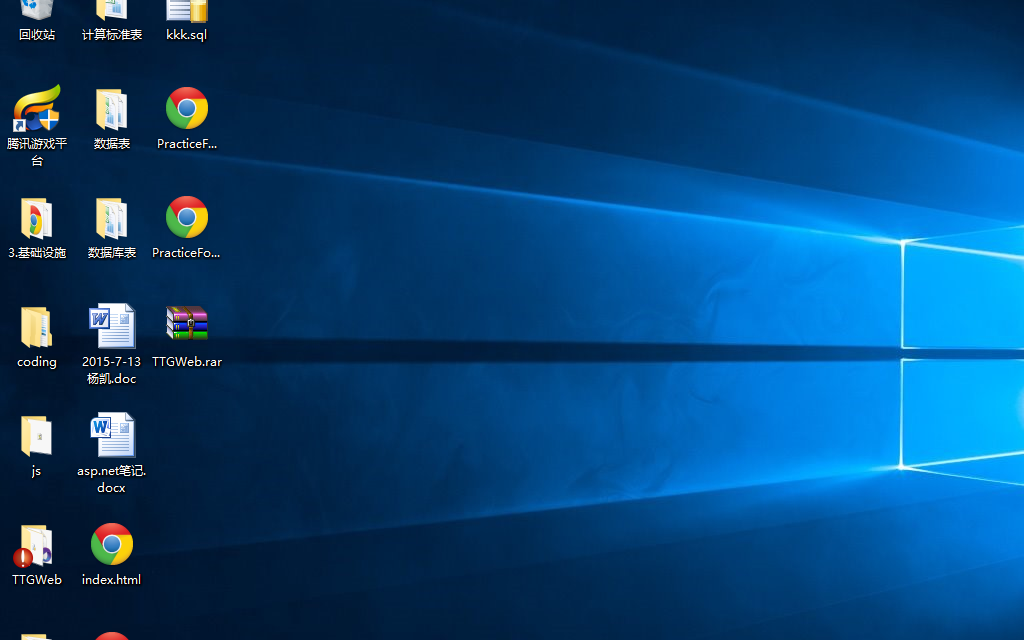 回收站
计算标准表
kkk.sql
腾讯游戏平
台
数据表
PracticeF...
3.基础设施
数据库表
PracticeFo...
coding
2015-7-13
杨凯.doc
TTGWeb.rar
js
asp.net笔记.
docx
TTGWeb
index.html